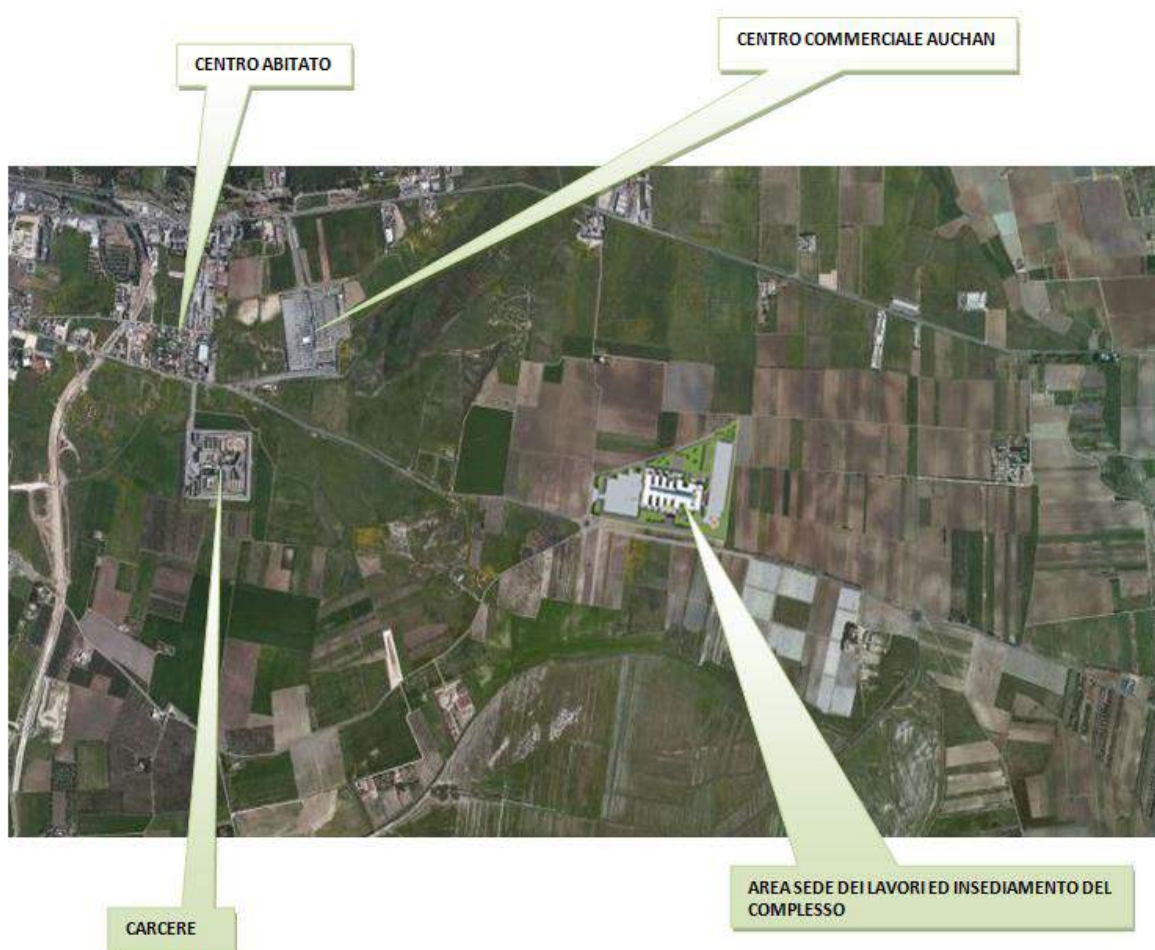 CENTRO COMMERCIALE AUCHAN
CENTRO ABITATO
AREA SEDE DEI LAVORI ED INSEDIAMENTO DEL
COMPLESSO
CARCERE